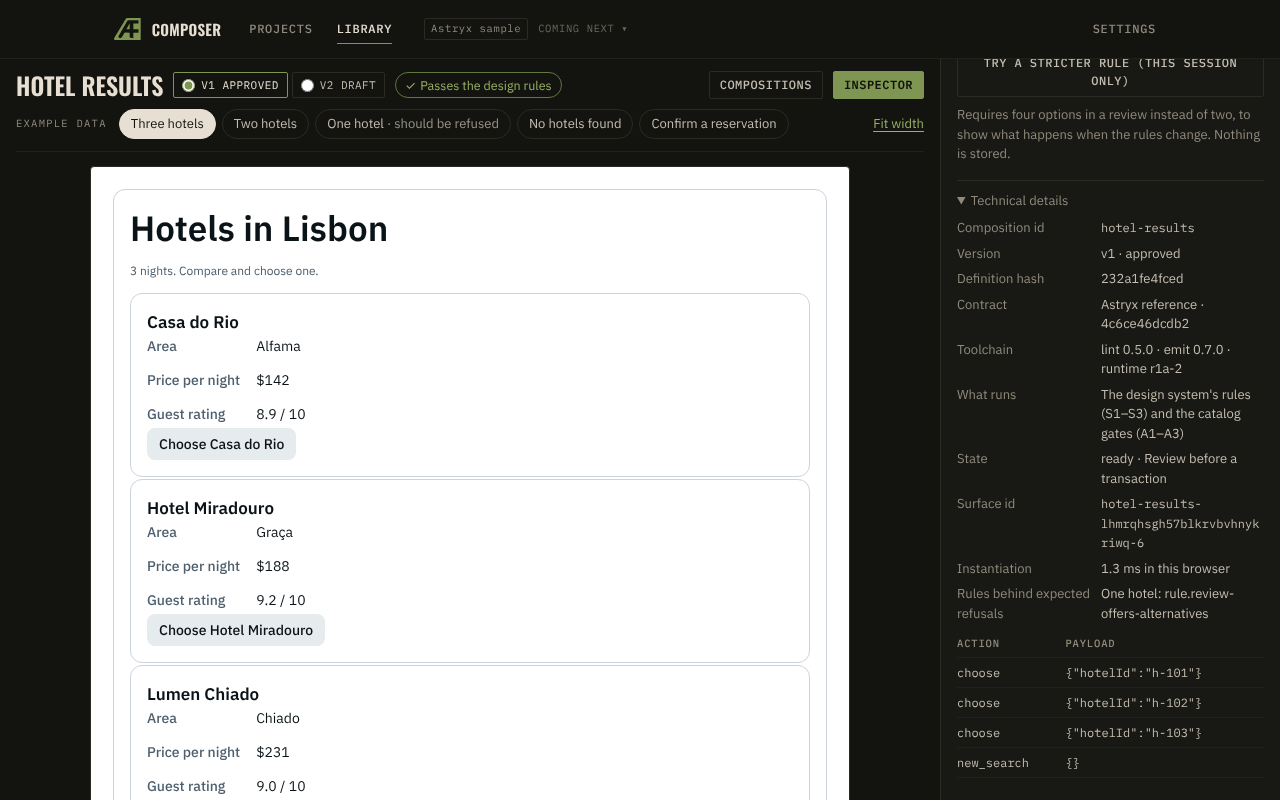 COMPOSER
PROJECTS
LIBRARY
Astryx sample
COMING NEXT ▾
SETTINGS
HOTEL RESULTS
V1 APPROVED
V2 DRAFT
✓ Passes the design rules
COMPOSITIONS
INSPECTOR
EXAMPLE DATA
Three hotels
Two hotels
One hotel · should be refused
No hotels found
Confirm a reservation
Fit width
Hotels in Lisbon
3 nights. Compare and choose one.
Casa do Rio
Area Alfama
Price per night $142
Guest rating 8.9 / 10
Choose Casa do Rio
Hotel Miradouro
Area Graça
Price per night $188
Guest rating 9.2 / 10
Choose Hotel Miradouro
Lumen Chiado
Area Chiado
Price per night $231
Guest rating 9.0 / 10
TRY A STRICTER RULE (THIS SESSION
ONLY)
Requires four options in a review instead of two, to
show what happens when the rules change. Nothing
is stored.
▼ Technical details
Composition id hotel-results
Version v1 · approved
Definition hash 232a1fe4fced
Contract Astryx reference ·
4c6ce46dcdb2
Toolchain lint 0.5.0 · emit 0.7.0 ·
runtime r1a-2
What runs The design system's rules
(S1–S3) and the catalog
gates (A1–A3)
State ready · Review before a
transaction
Surface id hotel-results-
lhmrqhsgh57blkrvbvhnyk
riwq-6
Instantiation 1.3 ms in this browser
Rules behind expected One hotel: rule.review-
refusals offers-alternatives
ACTION PAYLOAD
choose {"hotelId":"h-101"}
choose {"hotelId":"h-102"}
choose {"hotelId":"h-103"}
new_search {}